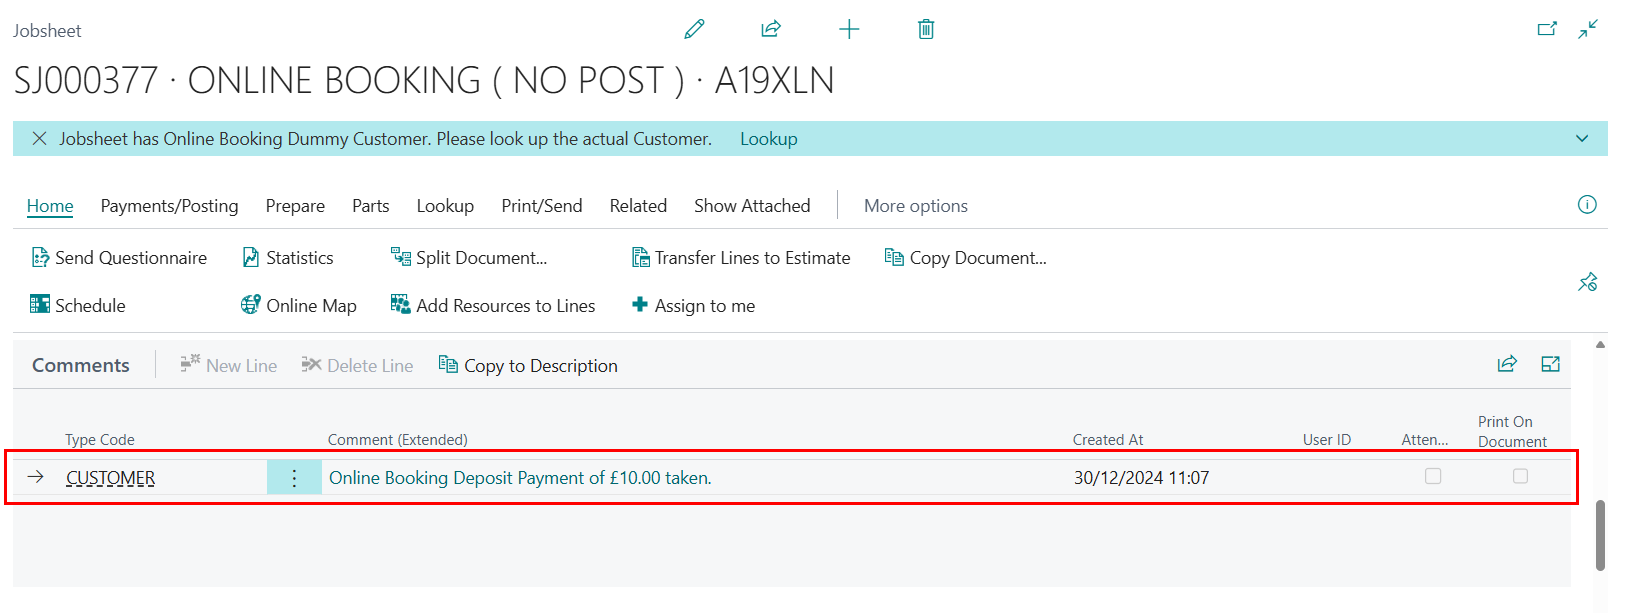 Jobsheet
SJ000377 · ONLINE BOOKING ( NO POST ) · A19XLN
Jobsheet has Online Booking Dummy Customer. Please look up the actual Customer. Lookup
Home Payments/Posting Prepare Parts Lookup Print/Send Related Show Attached More options
Send Questionnaire Statistics Split Document... Transfer Lines to Estimate Copy Document...
Schedule Online Map Add Resources to Lines Assign to me
Comments New Line Delete Line Copy to Description
Type Code Comment (Extended) Created At User ID Atten... Print On Document
CUSTOMER Online Booking Deposit Payment of £10.00 taken. 30/12/2024 11:07